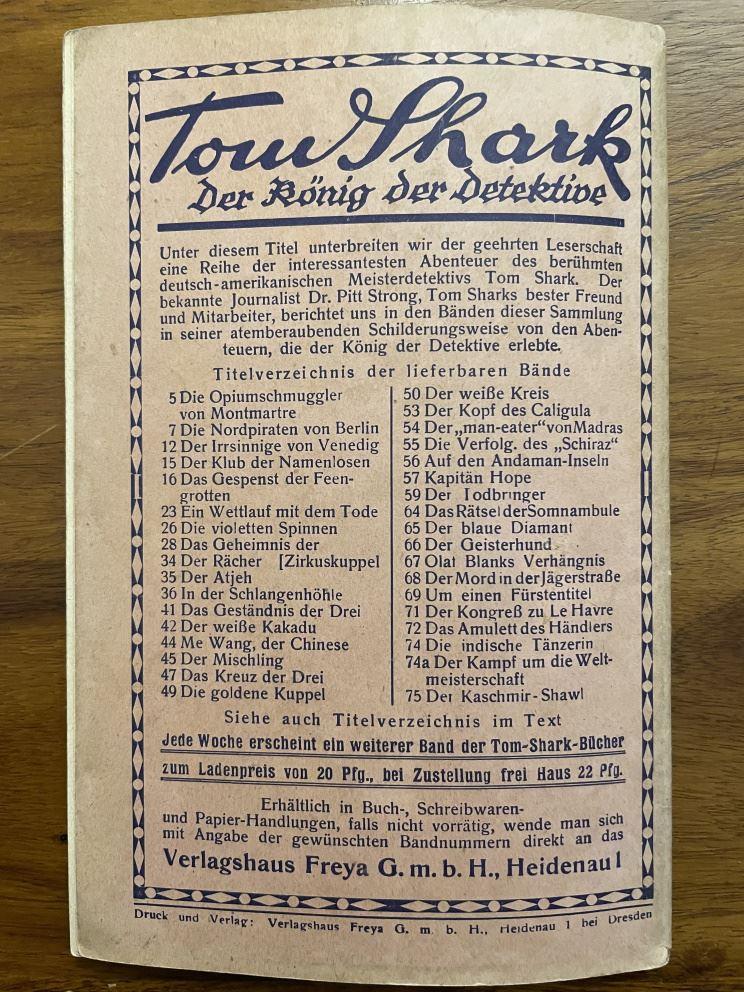 Tom Shark
Der König der Detektive
Unter diesem Titel unterbreiten wir der geehrten Leserschaft
eine Reihe der interessantesten Abenteuer des berühmten
deutsch-amerikanischen Meisterdetektivs Tom Shark. Der
bekannte Journalist Dr. Pitt Strong, Tom Sharks bester Freund
und Mitarbeiter, berichtet uns in den Bänden dieser Sammlung
in seiner atemberaubenden Schilderungsweise von den Aben-
teuern, die der König der Detektive erlebte.
Titelverzeichnis der lieferbaren Bände
5 Die Opiumschmuggler
von Montmartre
7 Die Nordpiraten von Berlin
12 Der Irrsinnige von Venedig
15 Der Klub der Namenlosen
16 Das Gespenst der Feen-
grotten
23 Ein Wettlauf mit dem Tode
26 Die violetten Spinnen
28 Das Geheimnis der
34 Der Rächer [Zirkuskuppel
35 Der Atjeh
36 In der Schlangenhöhle
41 Das Geständnis der Drei
42 Der weiße Kakadu
44 Me Wang, der Chinese
45 Der Mischling
47 Das Kreuz der Drei
49 Die goldene Kuppel
50 Der weiße Kreis
53 Der Kopf des Caligula
54 Der „man-eater“ von Madras
55 Die Verfolg. des „Schiraz“
56 Auf den Andaman-Inseln
57 Kapitän Hope
59 Der Todbringer
64 Das Rätsel der Somnambule
65 Der blaue Diamant
66 Der Geisterhund
67 Olaf Blanks Verhängnis
68 Der Mord in der Jägerstraße
69 Um einen Fürstentitel
71 Der Kongreß zu Le Havre
72 Das Amulett des Händlers
74 Die indische Tänzerin
74a Der Kampf um die Welt-
meisterschaft
75 Der Kaschmir-Shawl
Siehe auch Titelverzeichnis im Text
Jede Woche erscheint ein weiterer Band der Tom-Shark-Bücher
zum Ladenpreis von 20 Pfg., bei Zustellung frei Haus 22 Pfg.
Erhältlich in Buch-, Schreibwaren-
und Papier-Handlungen, falls nicht vorrätig, wende man sich
mit Angabe der gewünschten Bandnummern direkt an das
Verlagshaus Freya G. m. b. H., Heidenau 1
Druck und Verlag: Verlagshaus Freya G. m. b. H., Heidenau 1 bei Dresden